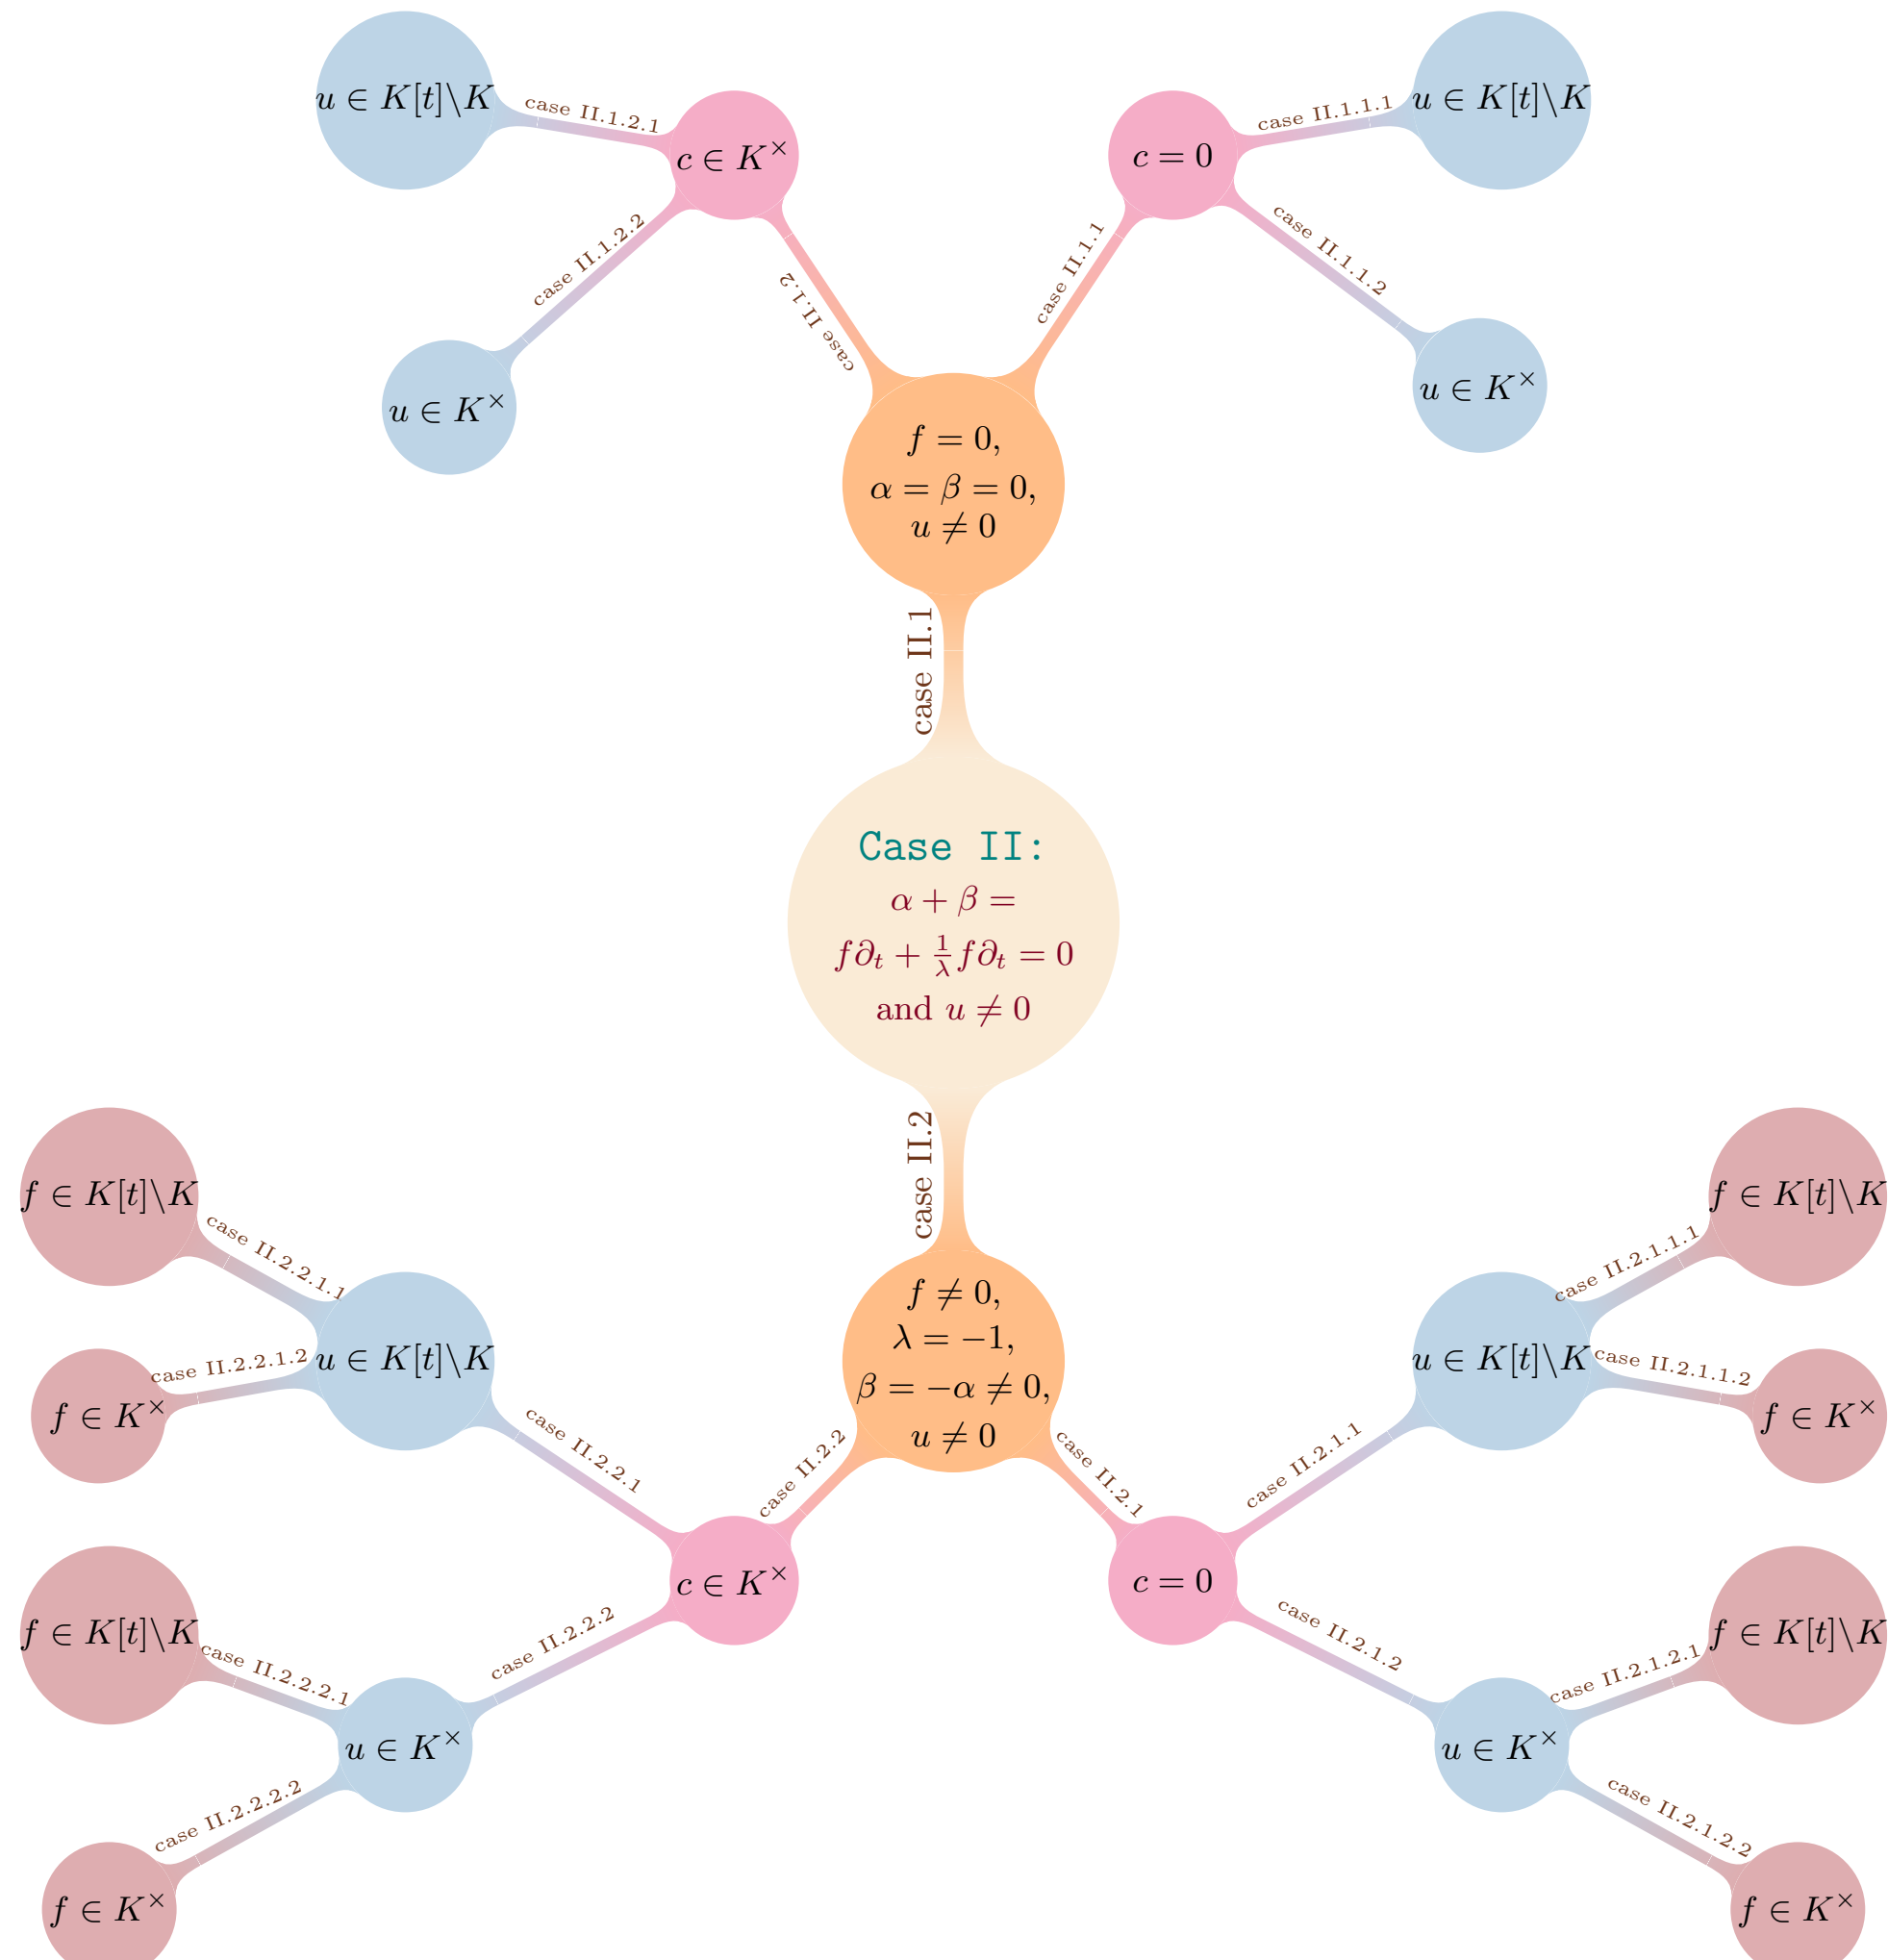 u ∈ K[t]\K
case II.1.2.1
c ∈ K^×
case II.1.2.2
u ∈ K^×
case II.1.2
c = 0
case II.1.1.1
u ∈ K[t]\K
case II.1.1.2
u ∈ K^×
case II.1.1
f = 0,
α = β = 0,
u ≠ 0
case II.1
Case II:
α + β =
f∂_t + \frac{1}{λ}f∂_t = 0
and u ≠ 0
case II.2
f ≠ 0,
λ = −1,
β = −α ≠ 0,
u ≠ 0
case II.2.2
c ∈ K^×
case II.2.2.1
u ∈ K[t]\K
case II.2.2.1.1
f ∈ K[t]\K
case II.2.2.1.2
f ∈ K^×
case II.2.2.2
u ∈ K^×
case II.2.2.2.1
f ∈ K[t]\K
case II.2.2.2.2
f ∈ K^×
case II.2.1
c = 0
case II.2.1.1
u ∈ K[t]\K
case II.2.1.1.1
f ∈ K[t]\K
case II.2.1.1.2
f ∈ K^×
case II.2.1.2
u ∈ K^×
case II.2.1.2.1
f ∈ K[t]\K
case II.2.1.2.2
f ∈ K^×